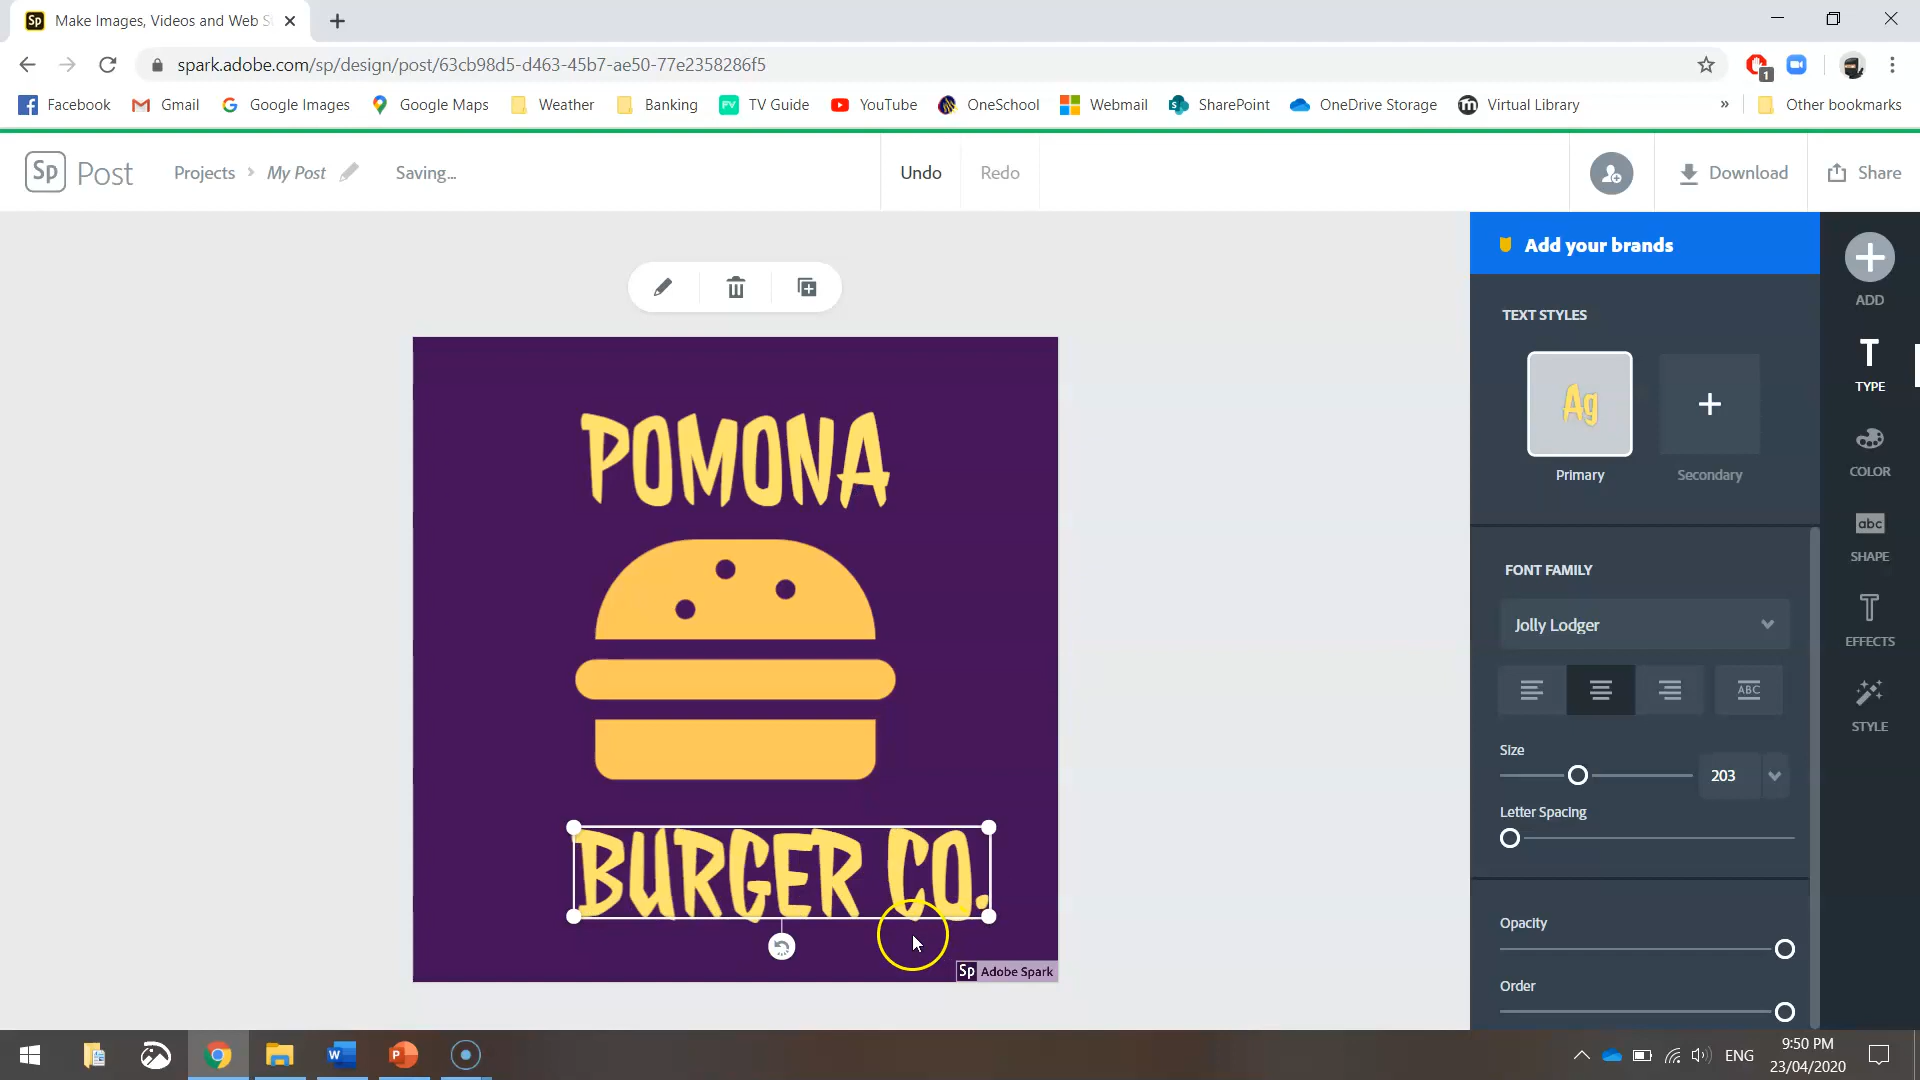 Sp Make Images, Videos and Web S
spark.adobe.com/sp/design/post/63cb98d5-d463-45b7-ae50-77e2358286f5
1
Facebook Gmail Google Images Google Maps Weather Banking FV TV Guide YouTube OneSchool Webmail SharePoint OneDrive Storage Virtual Library » Other bookmarks
Sp Post Projects > My Post Saving... Undo Redo Download Share
Add your brands
ADD
TEXT STYLES
Ag
Primary Secondary
TYPE
COLOR
abc
SHAPE
EFFECTS
STYLE
POMONA
BURGER CO.
Sp Adobe Spark
FONT FAMILY
Jolly Lodger
ABC
Size
203
Letter Spacing
Opacity
Order
ENG
9:50 PM
23/04/2020